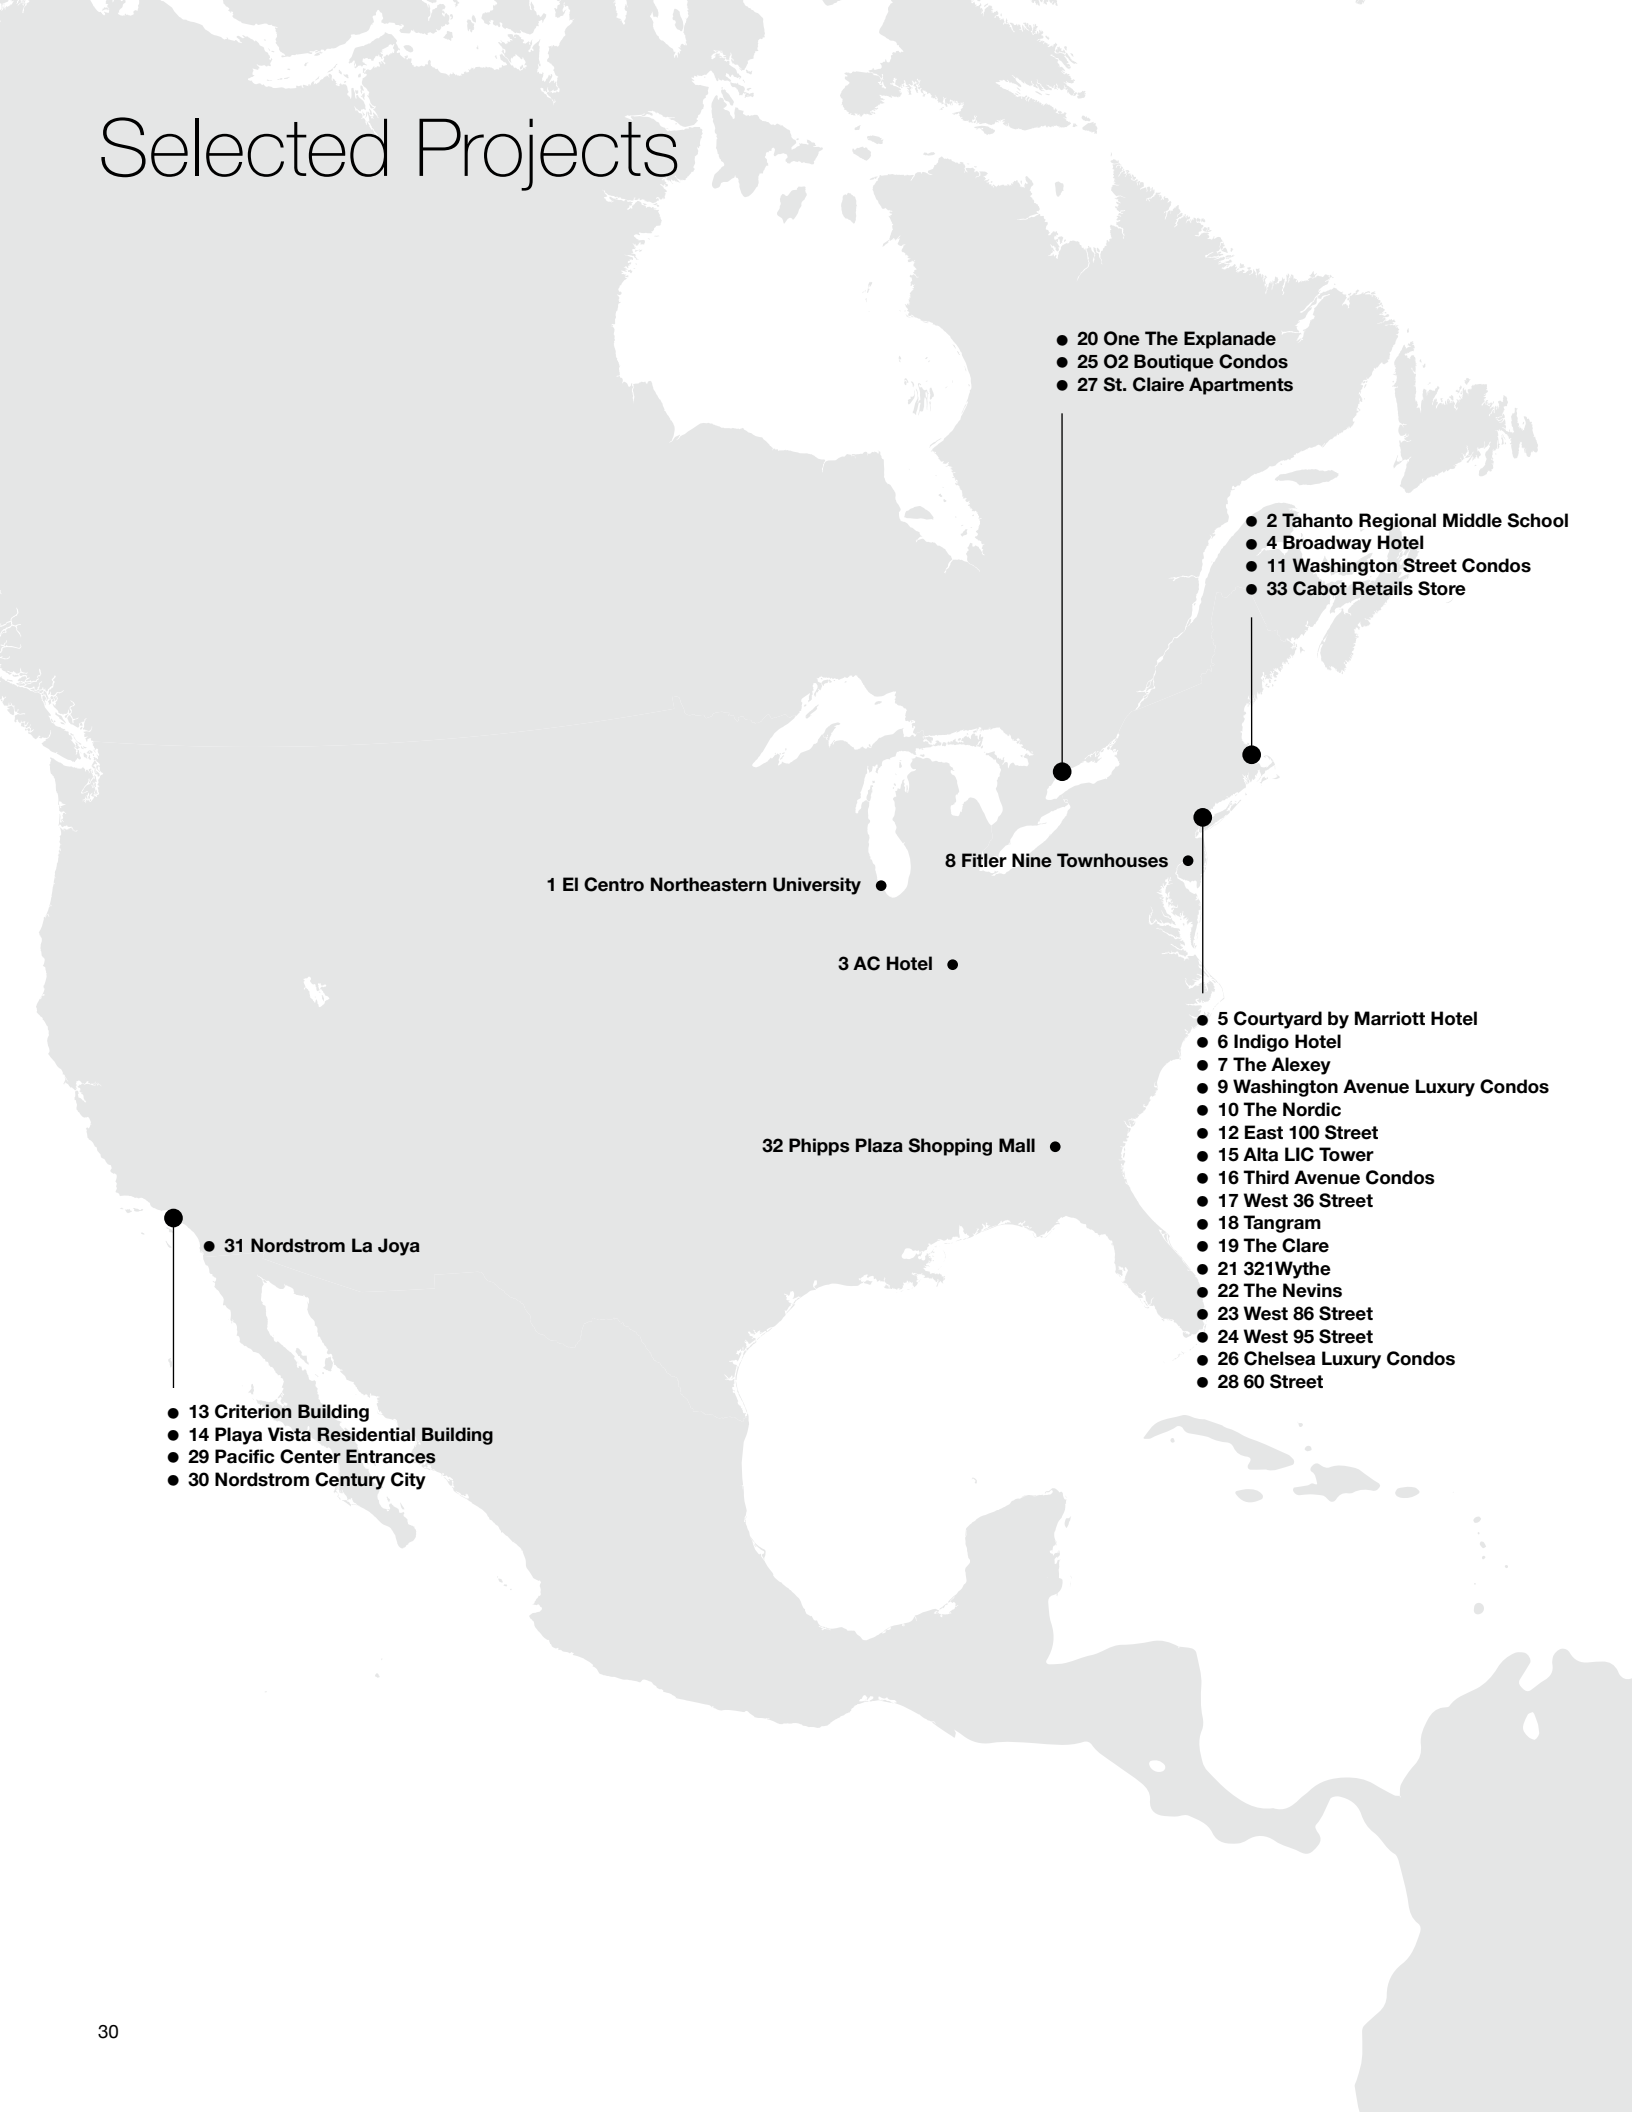 Selected Projects
20 One The Explanade
25 O2 Boutique Condos
27 St. Claire Apartments
2 Tahanto Regional Middle School
4 Broadway Hotel
11 Washington Street Condos
33 Cabot Retails Store
8 Fitler Nine Townhouses
1 El Centro Northeastern University
3 AC Hotel
5 Courtyard by Marriott Hotel
6 Indigo Hotel
7 The Alexey
9 Washington Avenue Luxury Condos
10 The Nordic
12 East 100 Street
15 Alta LIC Tower
16 Third Avenue Condos
17 West 36 Street
18 Tangram
19 The Clare
21 321Wythe
22 The Nevins
23 West 86 Street
24 West 95 Street
26 Chelsea Luxury Condos
28 60 Street
32 Phipps Plaza Shopping Mall
31 Nordstrom La Joya
13 Criterion Building
14 Playa Vista Residential Building
29 Pacific Center Entrances
30 Nordstrom Century City
30